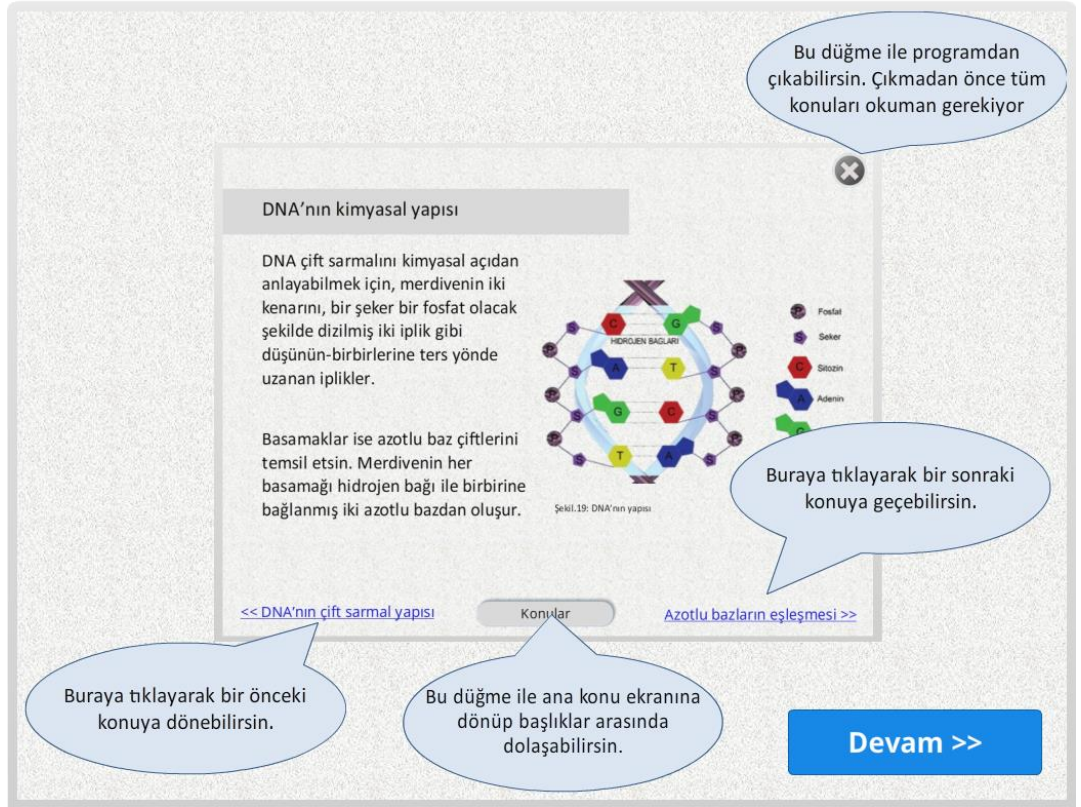 Bu düğme ile programdan
çıkabilirsin. Çıkmadan önce tüm
konuları okuman gerekiyor
DNA’nın kimyasal yapısı
DNA çift sarmalını kimyasal açıdan
anlayabilmek için, merdivenin iki
kenarını, bir şeker bir fosfat olacak
şekilde dizilmiş iki iplik gibi
düşünün-birbirlerine ters yönde
uzanan iplikler.
Basamaklar ise azotlu baz çiftlerini
temsil etsin. Merdivenin her
basamağı hidrojen bağı ile birbirine
bağlanmış iki azotlu bazdan oluşur.
C G
S S
HIDROJEN BAGLARI
P P
A T
S S
P P
G C
S S
P P
T A
S S
P Fosfat
S Seker
C Sitozin
A Adenin
G
Şekil.19: DNA’nın yapısı
Buraya tıklayarak bir sonraki
konuya geçebilirsin.
<< DNA’nın çift sarmal yapısı
Konular
Azotlu bazların eşleşmesi >>
Buraya tıklayarak bir önceki
konuya dönebilirsin.
Bu düğme ile ana konu ekranına
dönüp başlıklar arasında
dolaşabilirsin.
Devam >>